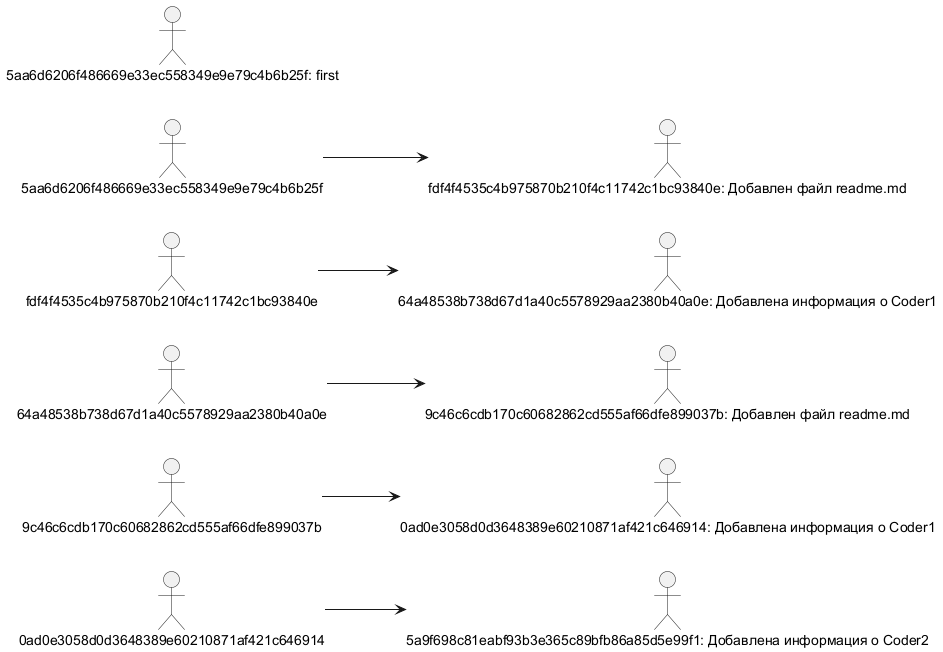 5aa6d6206f486669e33ec558349e9e79c4b6b25f: first
5aa6d6206f486669e33ec558349e9e79c4b6b25f
fdf4f4535c4b975870b210f4c11742c1bc93840e: Добавлен файл readme.md
fdf4f4535c4b975870b210f4c11742c1bc93840e
64a48538b738d67d1a40c5578929aa2380b40a0e: Добавлена информация о Coder1
64a48538b738d67d1a40c5578929aa2380b40a0e
9c46c6cdb170c60682862cd555af66dfe899037b: Добавлен файл readme.md
9c46c6cdb170c60682862cd555af66dfe899037b
0ad0e3058d0d3648389e60210871af421c646914: Добавлена информация о Coder1
0ad0e3058d0d3648389e60210871af421c646914
5a9f698c81eabf93b3e365c89bfb86a85d5e99f1: Добавлена информация о Coder2